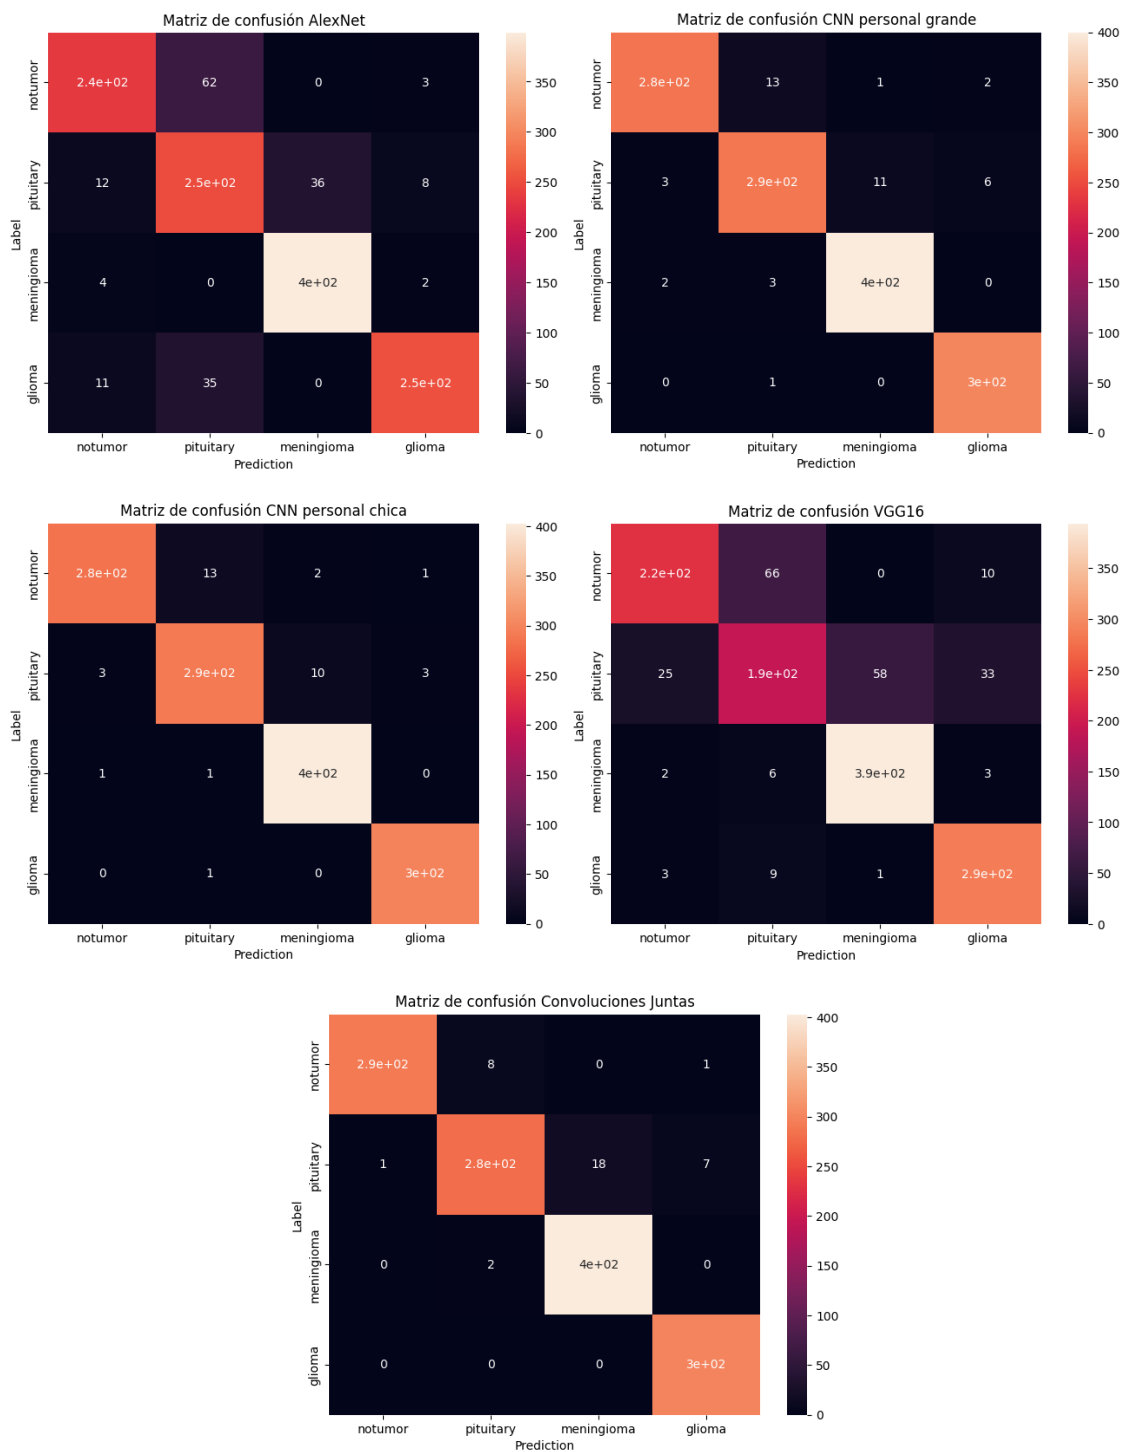 Matriz de confusión AlexNet
notumor 2.4e+02 62 0 3
pituitary 12 2.5e+02 36 8
meningioma 4 0 4e+02 2
glioma 11 35 0 2.5e+02
Label
notumor pituitary meningioma glioma
Prediction
350
300
250
200
150
100
50
0
Matriz de confusión CNN personal grande
notumor 2.8e+02 13 1 2
pituitary 3 2.9e+02 11 6
meningioma 2 3 4e+02 0
glioma 0 1 0 3e+02
Label
notumor pituitary meningioma glioma
Prediction
400
350
300
250
200
150
100
50
0
Matriz de confusión CNN personal chica
notumor 2.8e+02 13 2 1
pituitary 3 2.9e+02 10 3
meningioma 1 1 4e+02 0
glioma 0 1 0 3e+02
Label
notumor pituitary meningioma glioma
Prediction
400
350
300
250
200
150
100
50
0
Matriz de confusión VGG16
notumor 2.2e+02 66 0 10
pituitary 25 1.9e+02 58 33
meningioma 2 6 3.9e+02 3
glioma 3 9 1 2.9e+02
Label
notumor pituitary meningioma glioma
Prediction
350
300
250
200
150
100
50
0
Matriz de confusión Convoluciones Juntas
notumor 2.9e+02 8 0 1
pituitary 1 2.8e+02 18 7
meningioma 0 2 4e+02 0
glioma 0 0 0 3e+02
Label
notumor pituitary meningioma glioma
Prediction
400
350
300
250
200
150
100
50
0